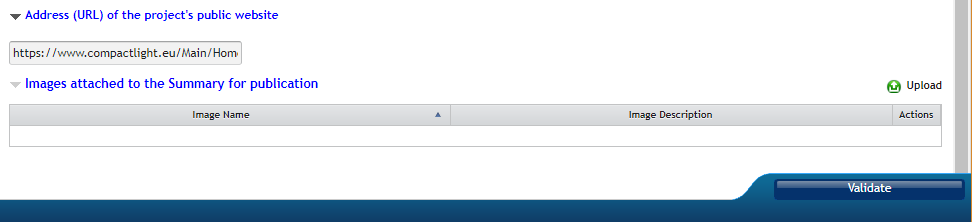 Address (URL) of the project's public website
https://www.compactlight.eu/Main/Hom
Images attached to the Summary for publication
Upload
Image Name Image Description Actions
Validate